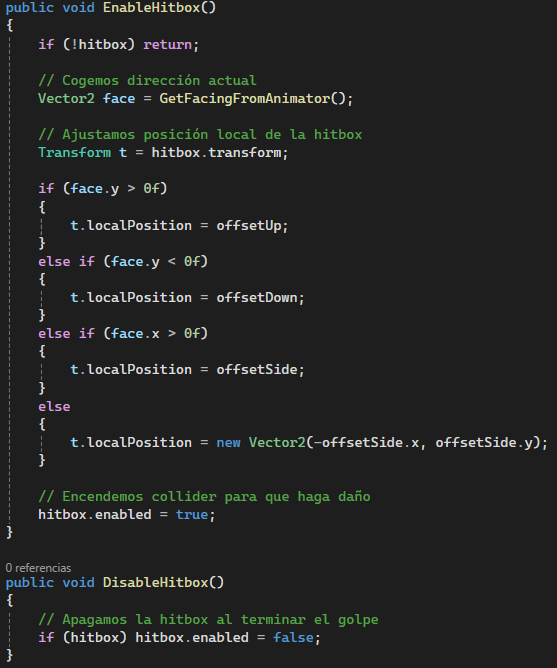 public void EnableHitbox()
{
    if (!hitbox) return;

    // Cogemos dirección actual
    Vector2 face = GetFacingFromAnimator();

    // Ajustamos posición local de la hitbox
    Transform t = hitbox.transform;

    if (face.y > 0f)
    {
        t.localPosition = offsetUp;
    }
    else if (face.y < 0f)
    {
        t.localPosition = offsetDown;
    }
    else if (face.x > 0f)
    {
        t.localPosition = offsetSide;
    }
    else
    {
        t.localPosition = new Vector2(-offsetSide.x, offsetSide.y);
    }

    // Encendemos collider para que haga daño
    hitbox.enabled = true;
}

0 referencias
public void DisableHitbox()
{
    // Apagamos la hitbox al terminar el golpe
    if (hitbox) hitbox.enabled = false;
}